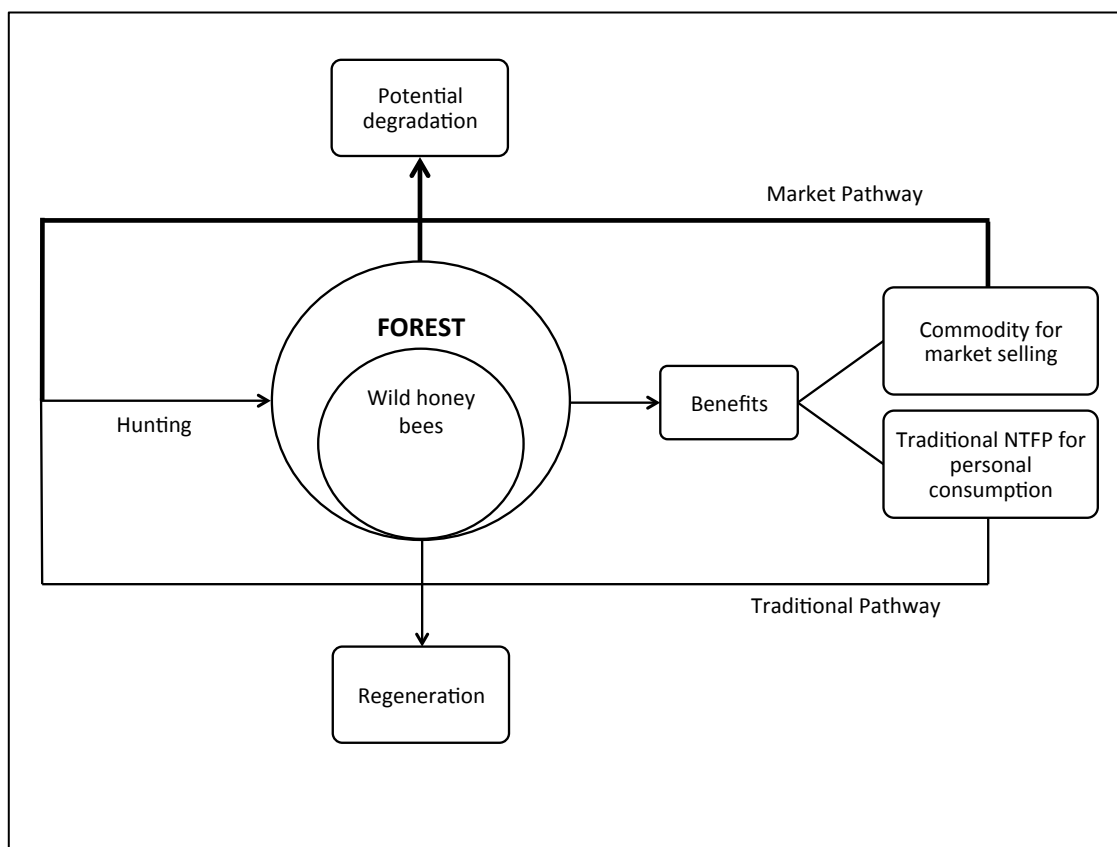 Potential
degradation
Market Pathway
FOREST
Wild honey
bees
Hunting
Benefits
Commodity for
market selling
Traditional NTFP for
personal
consumption
Traditional Pathway
Regeneration